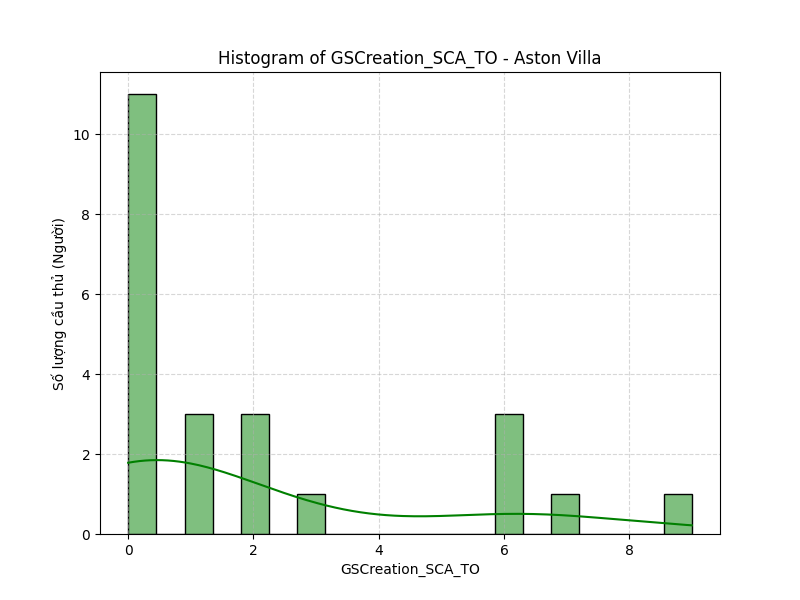 Histogram of GSCreation_SCA_TO - Aston Villa
Số lượng cầu thủ (Người)
10
8
6
4
2
0
0 2 4 6 8
GSCreation_SCA_TO